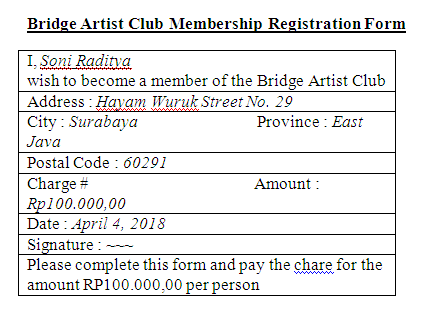 Bridge Artist Club Membership Registration Form
I, Soni Raditya
wish to become a member of the Bridge Artist Club
Address : Hayam Wuruk Street No. 29
City : Surabaya Province : East
Java
Postal Code : 60291
Charge # Amount :
Rp100.000,00
Date : April 4, 2018
Signature : ~~~
Please complete this form and pay the chare for the
amount RP100.000,00 per person